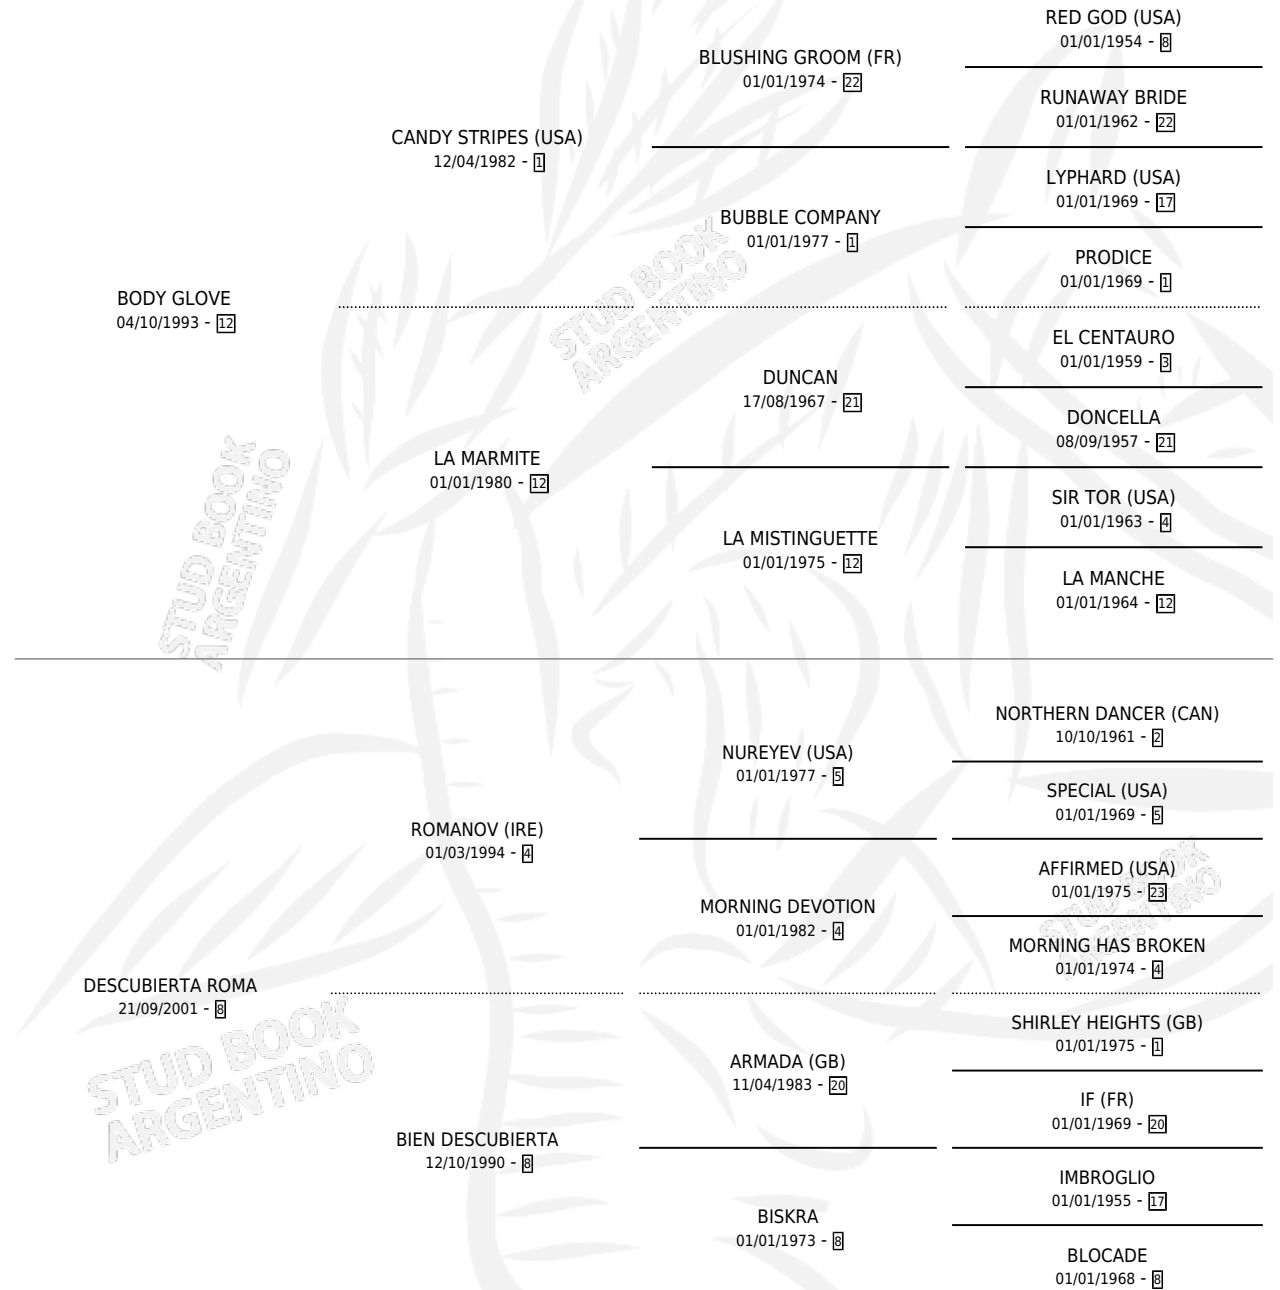 RED GOD (USA)
01/01/1954 - 8
BLUSHING GROOM (FR)
01/01/1974 - 22
RUNAWAY BRIDE
01/01/1962 - 22
CANDY STRIPES (USA)
12/04/1982 - 1
LYPHARD (USA)
01/01/1969 - 17
BUBBLE COMPANY
01/01/1977 - 1
PRODICE
01/01/1969 - 1
BODY GLOVE
04/10/1993 - 12
EL CENTAURO
01/01/1959 - 3
DUNCAN
17/08/1967 - 21
DONCELLA
08/09/1957 - 21
LA MARMITE
01/01/1980 - 12
SIR TOR (USA)
01/01/1963 - 4
LA MISTINGUETTE
01/01/1975 - 12
LA MANCHE
01/01/1964 - 12
NORTHERN DANCER (CAN)
10/10/1961 - 2
NUREYEV (USA)
01/01/1977 - 5
SPECIAL (USA)
01/01/1969 - 5
ROMANOV (IRE)
01/03/1994 - 4
AFFIRMED (USA)
01/01/1975 - 23
MORNING DEVOTION
01/01/1982 - 4
MORNING HAS BROKEN
01/01/1974 - 4
DESCUBIERTA ROMA
21/09/2001 - 8
SHIRLEY HEIGHTS (GB)
01/01/1975 - 1
ARMADA (GB)
11/04/1983 - 20
IF (FR)
01/01/1969 - 20
BIEN DESCUBIERTA
12/10/1990 - 8
IMBROGLIO
01/01/1955 - 17
BISKRA
01/01/1973 - 8
BLOCADE
01/01/1968 - 8
STUD BOOK
ARGENTINO
STUD BOOK
ARGENTINO
STUD BOOK
ARGENTINO
STUD BOOK
ARGENTINO